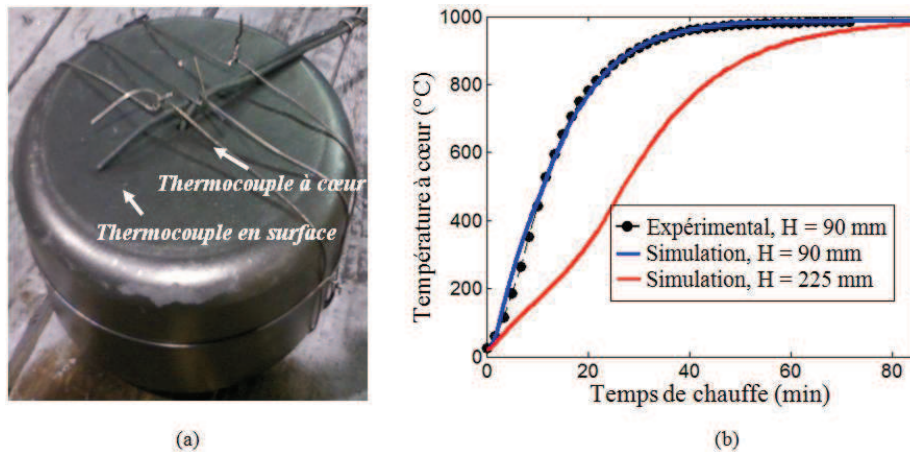 Thermocouple à cœur
Thermocouple en surface
(a)
Température à cœur (°C)
1000
800
600
400
200
0
0
20
40
60
80
Expérimental, H = 90 mm
Simulation, H = 90 mm
Simulation, H = 225 mm
Temps de chauffe (min)
(b)